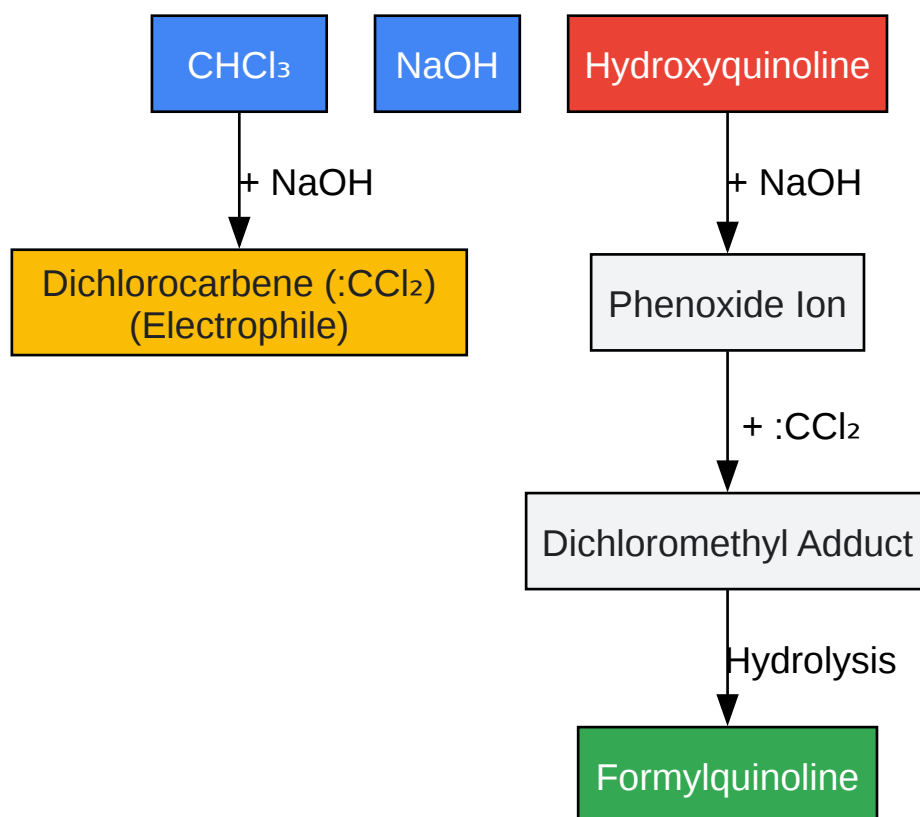 CHCl₃
NaOH
Hydroxyquinoline
+ NaOH
+ NaOH
Dichlorocarbene (:CCl₂)
(Electrophile)
Phenoxide Ion
+ :CCl₂
Dichloromethyl Adduct
Hydrolysis
Formylquinoline